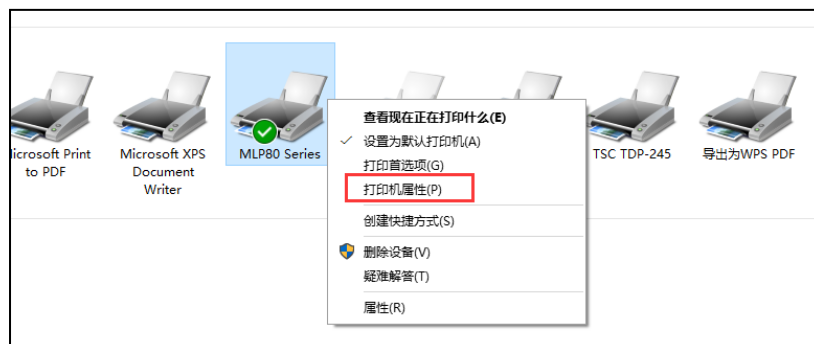 icrosoft Print
to PDF
Microsoft XPS
Document
Writer
MLP80 Series
查看现在正在打印什么(E)
设置为默认打印机(A)
打印首选项(G)
打印机属性(P)
创建快捷方式(S)
删除设备(V)
疑难解答(T)
属性(R)
TSC TDP-245
导出为WPS PDF